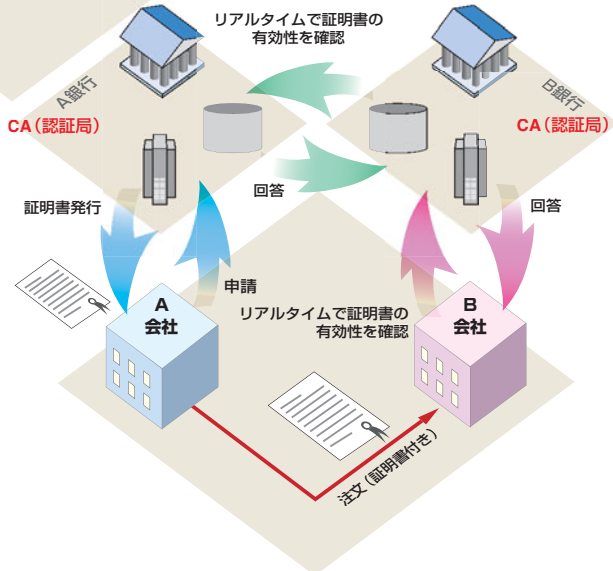 リアルタイムで証明書の
有効性を確認
A銀行
B銀行
CA（認証局）
CA（認証局）
証明書発行
回答
回答
申請
リアルタイムで証明書の
有効性を確認
A
会社
B
会社
注文（証明書付き）